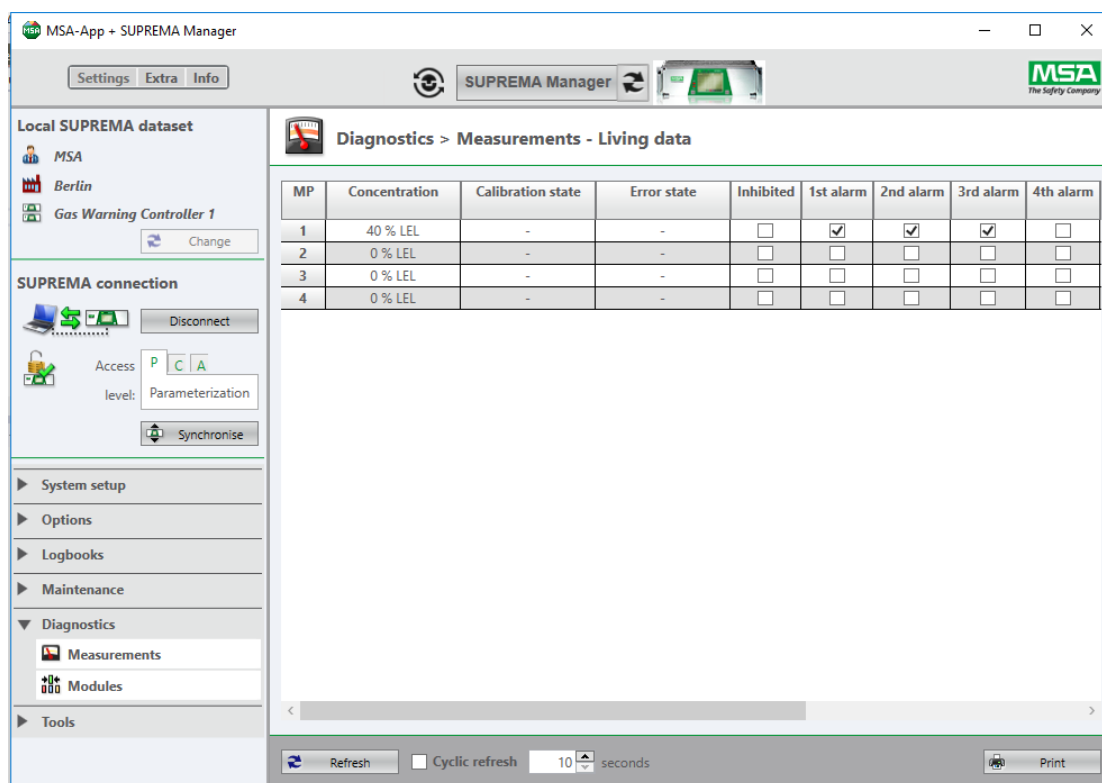 MSA-App + SUPREMA Manager
Settings Extra Info
SUPREMA Manager
MSA
The Safety Company
Local SUPREMA dataset
MSA
Berlin
Gas Warning Controller 1
Change
SUPREMA connection
Disconnect
Access level:
P C A
Parameterization
Synchronise
System setup
Options
Logbooks
Maintenance
Diagnostics
Measurements
Modules
Tools
Diagnostics > Measurements - Living data
MP Concentration Calibration state Error state Inhibited 1st alarm 2nd alarm 3rd alarm 4th alarm
1 40 % LEL - -
2 0 % LEL - -
3 0 % LEL - -
4 0 % LEL - -
Refresh Cyclic refresh 10 seconds Print